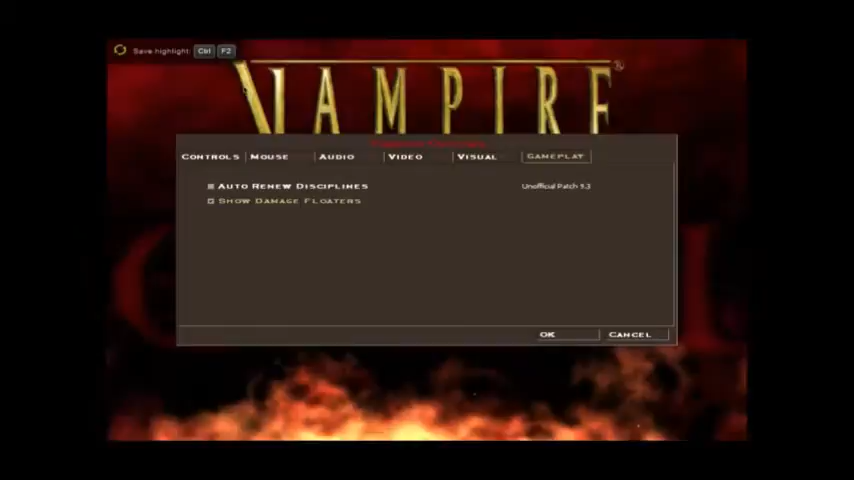 Save highlight: Ctrl F2
VAMPIRE®
CONTROLS MOUSE AUDIO VIDEO VISUAL GAMEPLAY
AUTO RENEW DISCIPLINES Unofficial Patch 9.3
SHOW DAMAGE FLOATERS
OK CANCEL